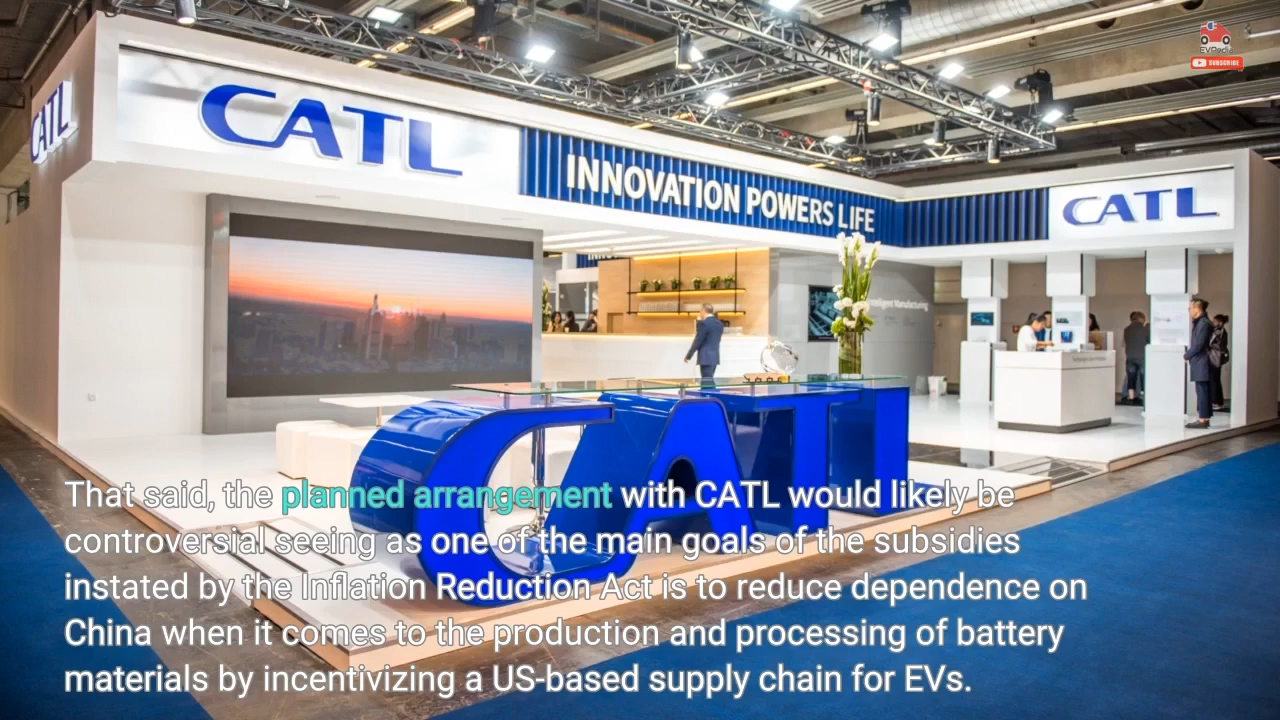 EVPedia
SUBSCRIBE
CATL
CATL
INNOVATION POWERS LIFE
CATL
Intelligent Manufacturing
CATL
That said, the planned arrangement with CATL would likely be
controversial seeing as one of the main goals of the subsidies
instated by the Inflation Reduction Act is to reduce dependence on
China when it comes to the production and processing of battery
materials by incentivizing a US-based supply chain for EVs.